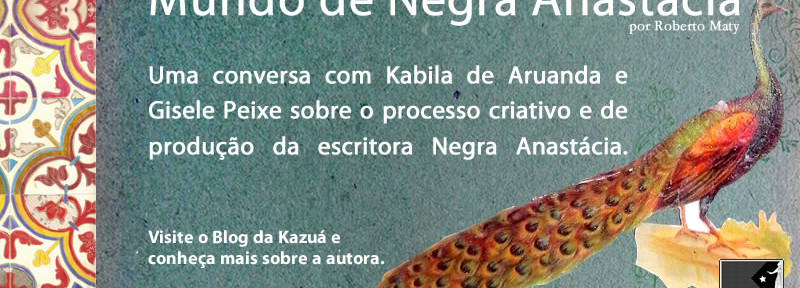 Mundo de Negra Anastácia
por Roberto Maty
Uma conversa com Kabila de Aruanda e
Gisele Peixe sobre o processo criativo e de
produção da escritora Negra Anastácia.
Visite o Blog da Kazuá e
conheça mais sobre a autora.